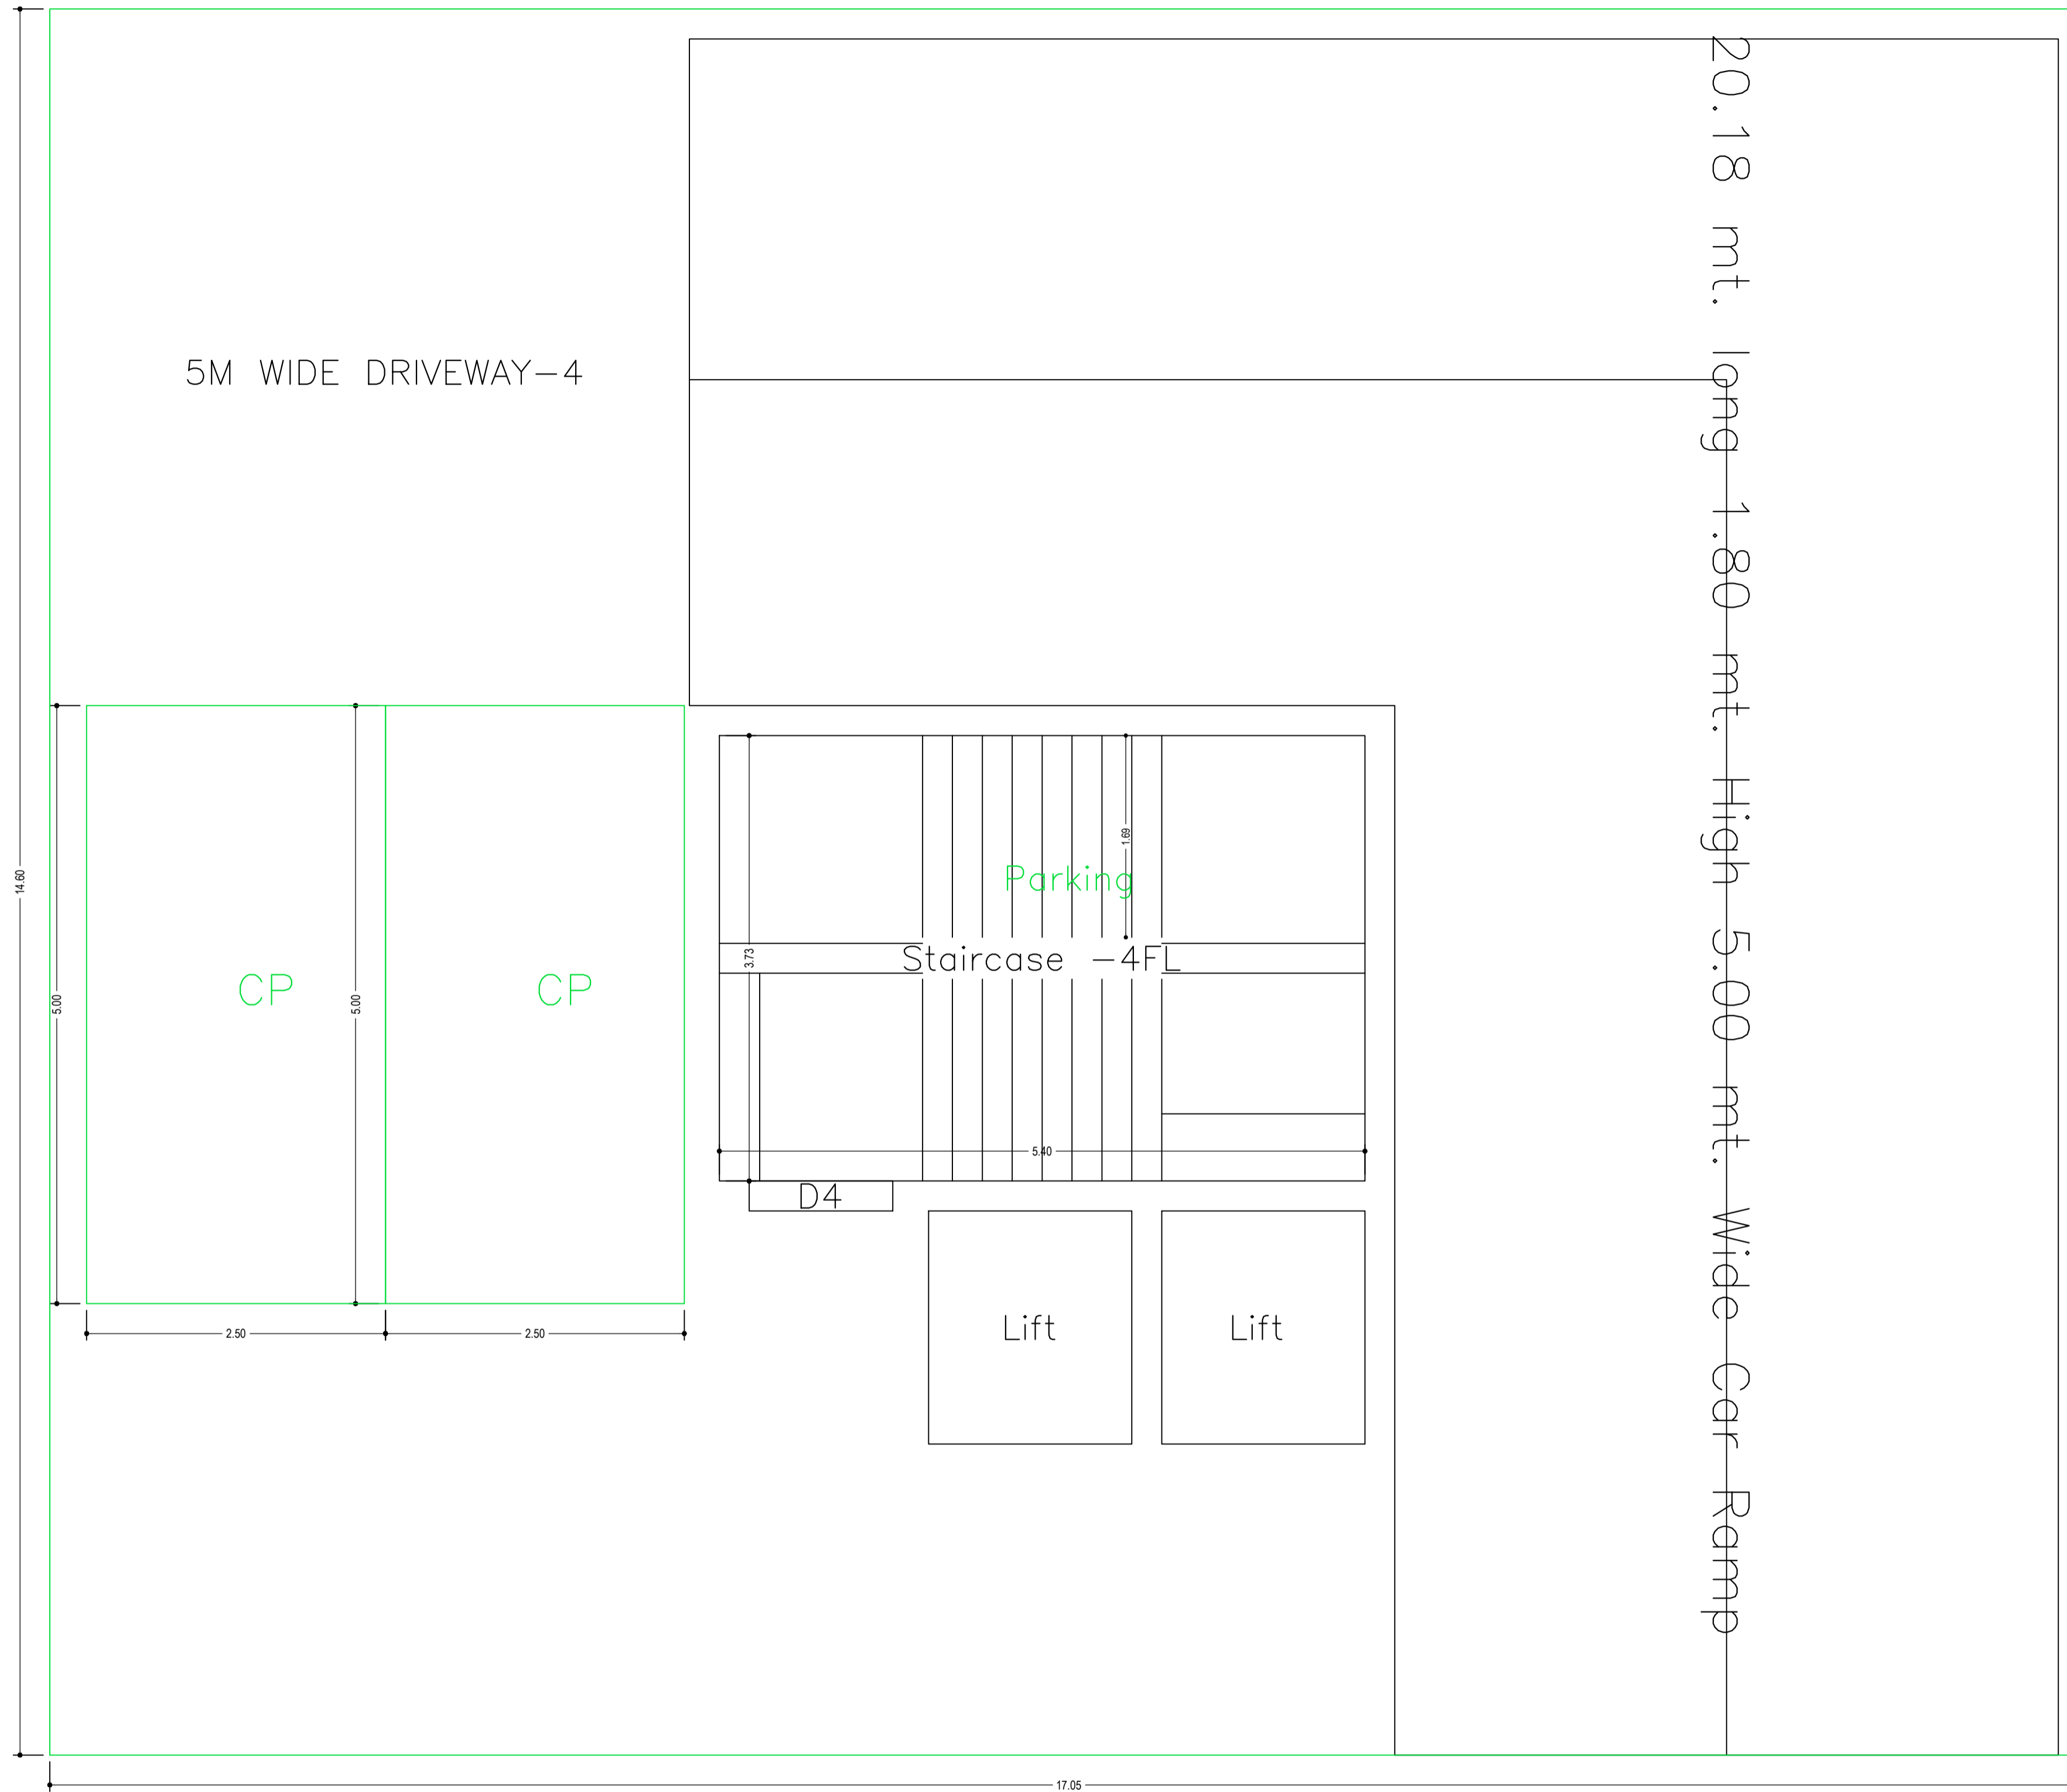 20.18 mt. long 1.80 mt. High 5.00 mt. Wide Car Ramp
5M WIDE DRIVEWAY-4
14.60
5.00
5.00
CP
CP
2.50
2.50
1.69
Parking
Staircase -4FL
3.73
5.40
D4
Lift
Lift
17.05